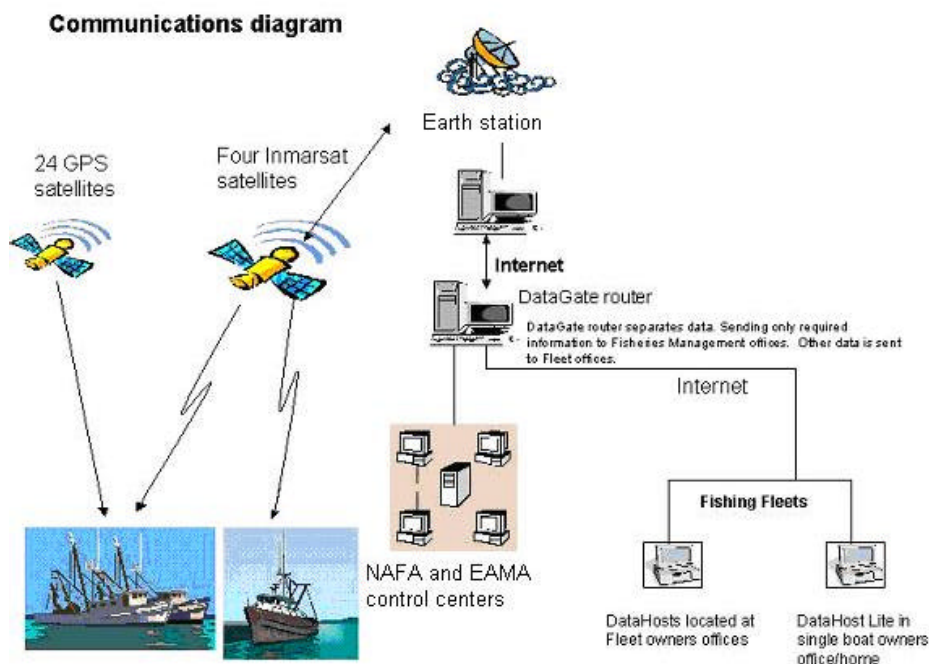 Communications diagram
Earth station
24 GPS
satellites
Four Inmarsat
satellites
Internet
DataGate router
DataGate router separates data. Sending only required
information to Fisheries Management offices. Other data is sent
to Fleet offices.
Internet
Fishing Fleets
NAFA and EAMA
control centers
DataHosts located at
Fleet owners offices
DataHost Lite in
single boat owners
office/home